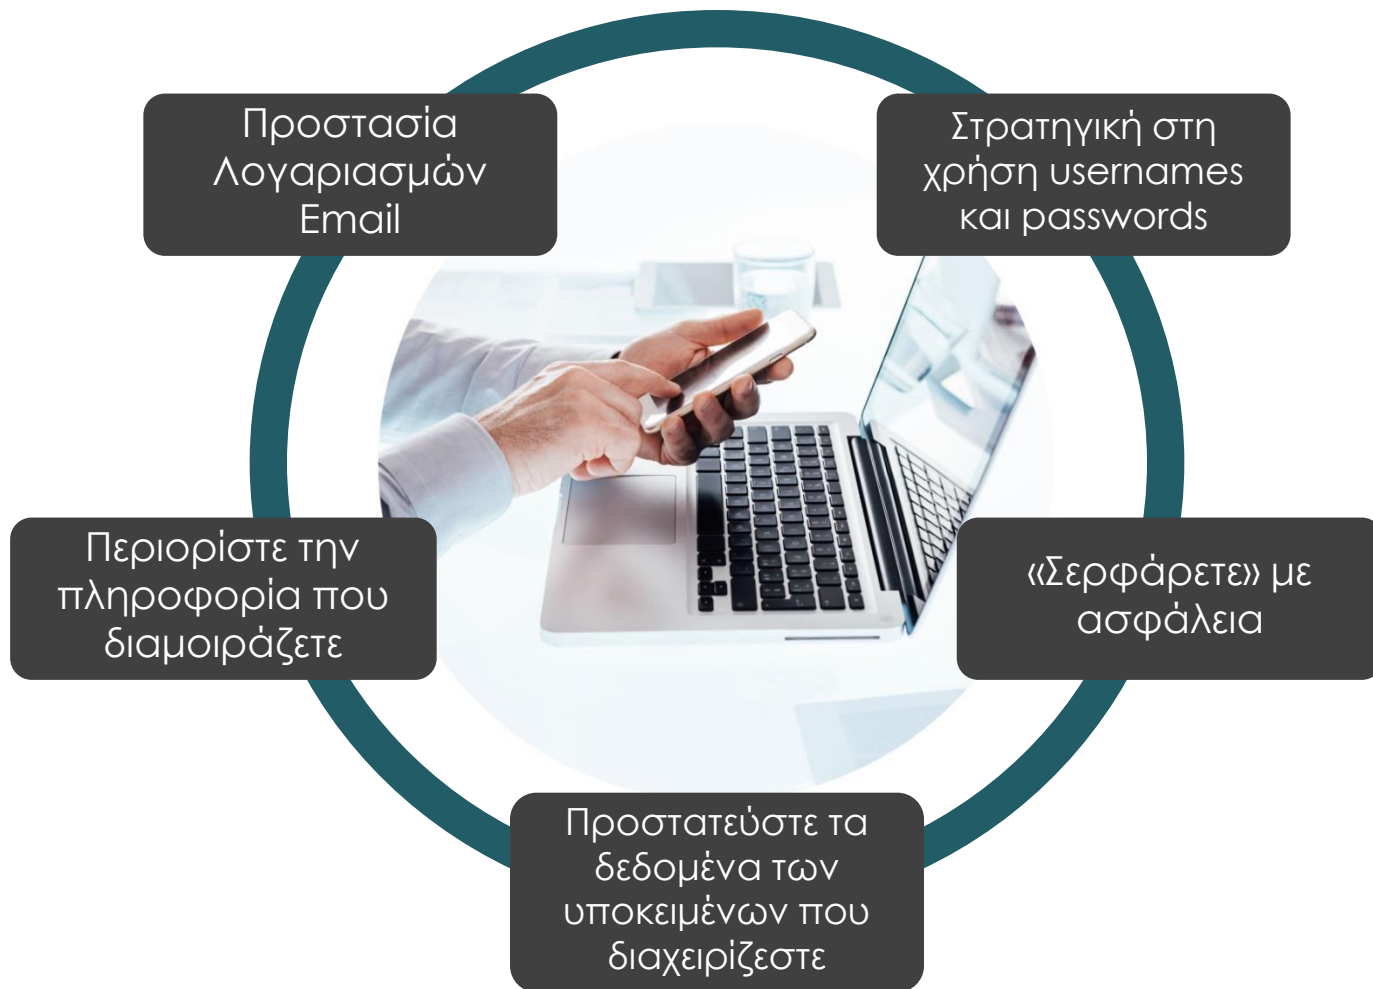 Προστασία
Λογαριασμών
Email
Στρατηγική στη
χρήση usernames
και passwords
Περιορίστε την
πληροφορία που
διαμοιράζετε
«Σερφάρετε» με
ασφάλεια
Προστατεύστε τα
δεδομένα των
υποκειμένων που
διαχειρίζεστε